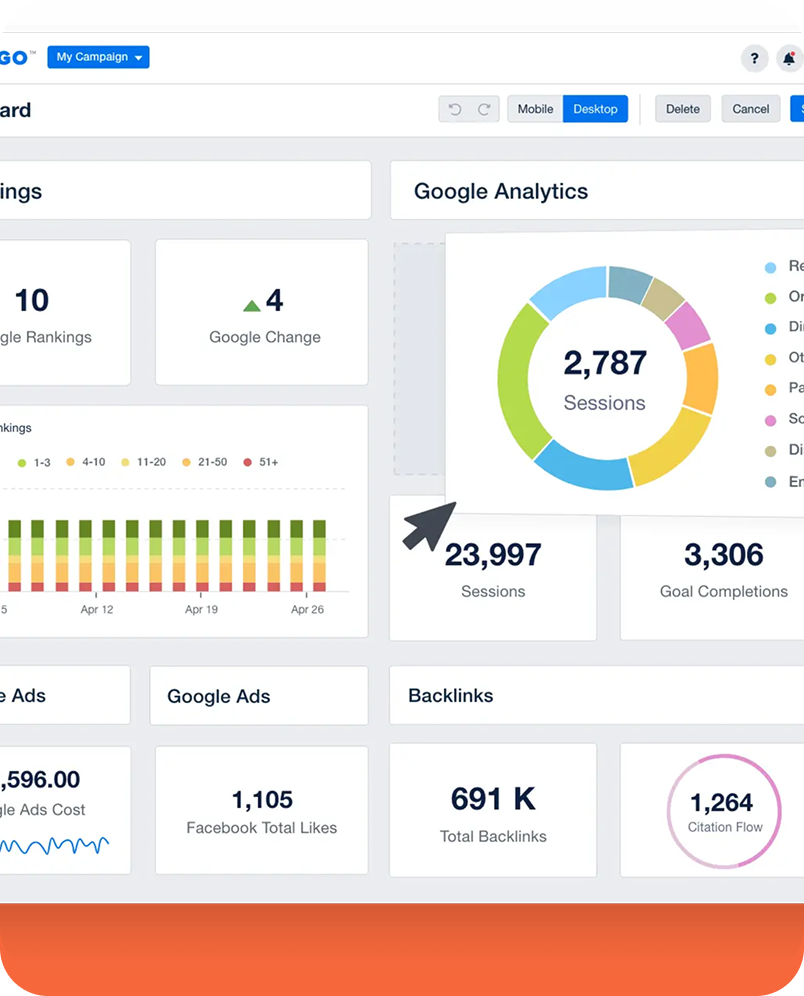 GO™
My Campaign
?
ard
Mobile
Desktop
Delete
Cancel
S
ings
Google Analytics
10
gle Rankings
4
Google Change
2,787
Sessions
Re
Or
Di
Ot
Pa
So
Di
En
nkings
1-3
4-10
11-20
21-50
51+
5
Apr 12
Apr 19
Apr 26
23,997
Sessions
3,306
Goal Completions
e Ads
Google Ads
Backlinks
,596.00
gle Ads Cost
1,105
Facebook Total Likes
691 K
Total Backlinks
1,264
Citation Flow